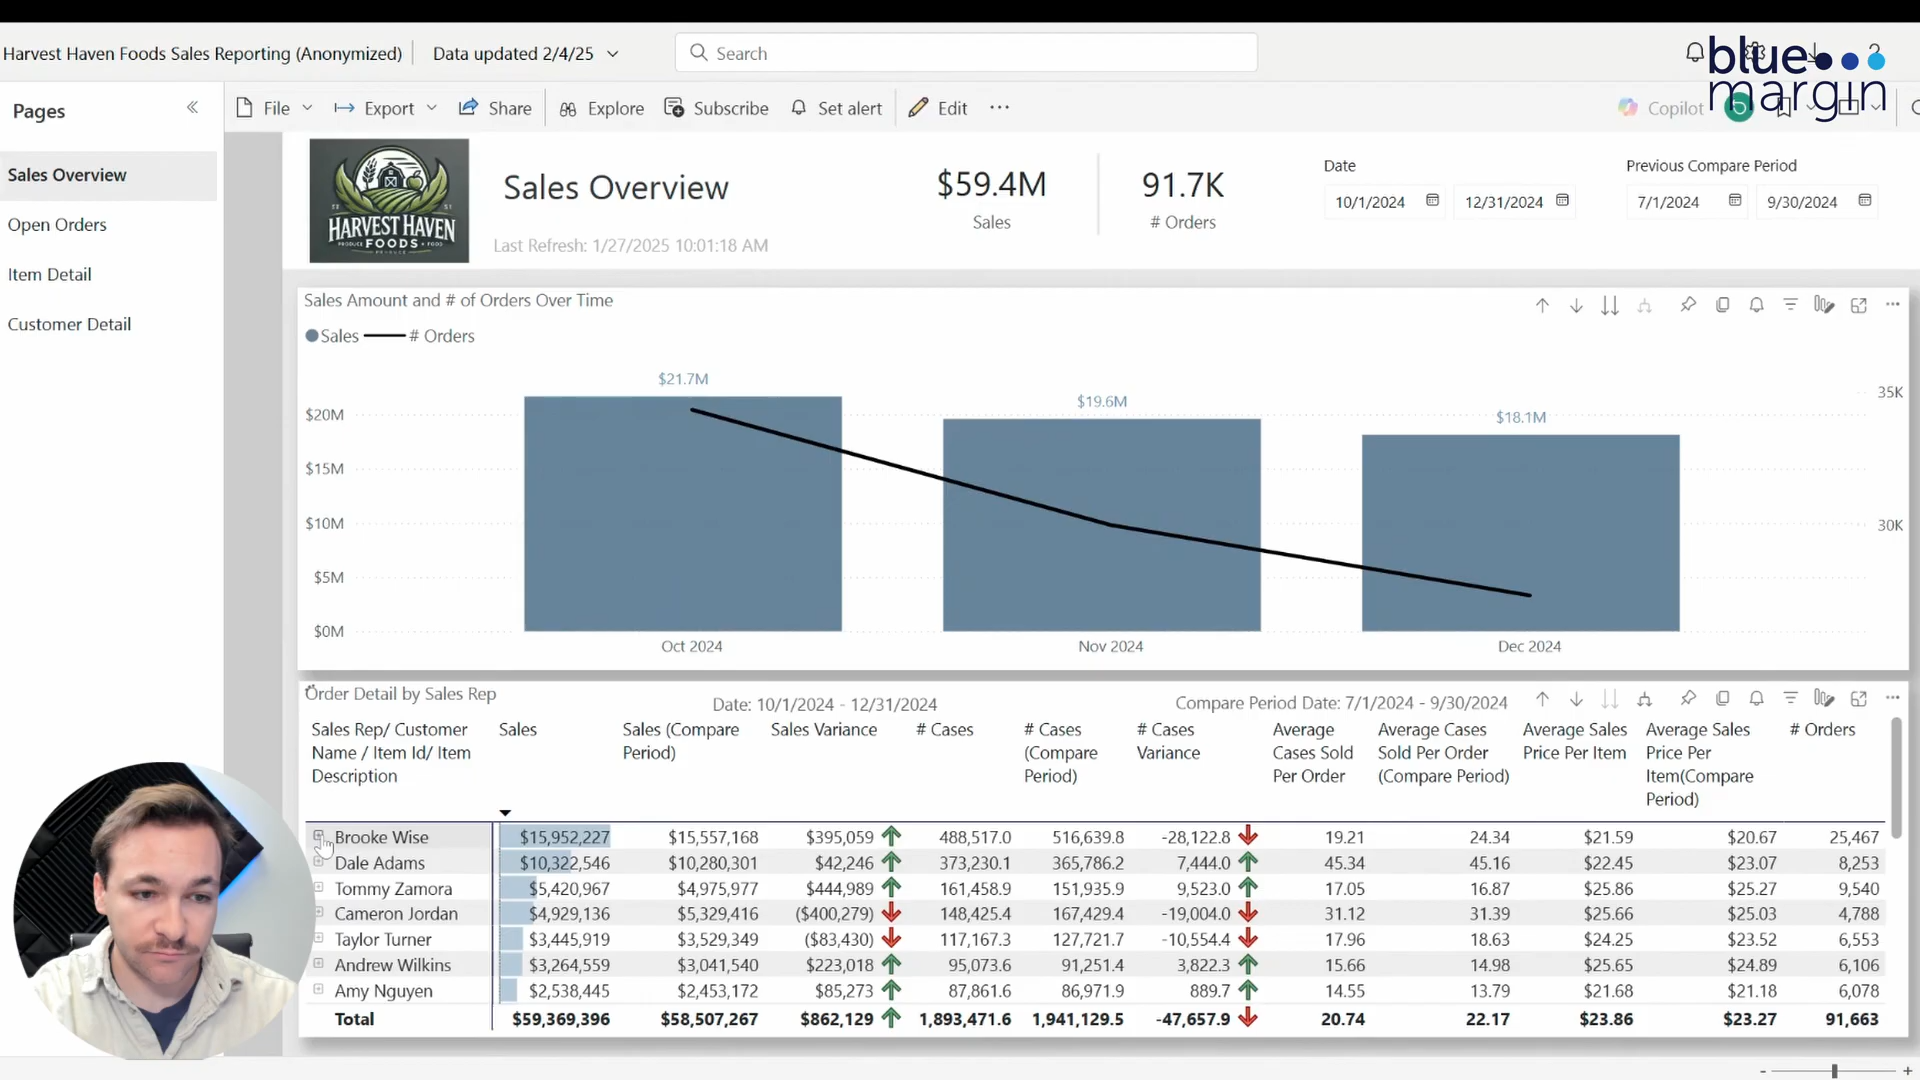 Harvest Haven Foods Sales Reporting (Anonymized)
Data updated 2/4/25
Search
blue
margin
Pages
File
Export
Share
Explore
Subscribe
Set alert
Edit
Copilot
Sales Overview
Open Orders
Item Detail
Customer Detail
HARVEST HAVEN
FOODS
Sales Overview
Last Refresh: 1/27/2025 10:01:18 AM
$59.4M
Sales
91.7K
# Orders
Date
10/1/2024
12/31/2024
Previous Compare Period
7/1/2024
9/30/2024
Sales Amount and # of Orders Over Time
Sales
# Orders
$21.7M
$19.6M
$18.1M
$20M
$15M
$10M
$5M
$0M
35K
30K
Oct 2024
Nov 2024
Dec 2024
Order Detail by Sales Rep
Date: 10/1/2024 - 12/31/2024
Compare Period Date: 7/1/2024 - 9/30/2024
Sales Rep/ Customer Name / Item Id/ Item Description
Sales
Sales (Compare Period)
Sales Variance
# Cases
# Cases (Compare Period)
# Cases Variance
Average Cases Sold Per Order
Average Cases Sold Per Order (Compare Period)
Average Sales Price Per Item
Average Sales Price Per Item(Compare Period)
# Orders
Brooke Wise $15,952,227 $15,557,168 $395,059 488,517.0 516,639.8 -28,122.8 19.21 24.34 $21.59 $20.67 25,467
Dale Adams $10,322,546 $10,280,301 $42,246 373,230.1 365,786.2 7,444.0 45.34 45.16 $22.45 $23.07 8,253
Tommy Zamora $5,420,967 $4,975,977 $444,989 161,458.9 151,935.9 9,523.0 17.05 16.87 $25.86 $25.27 9,540
Cameron Jordan $4,929,136 $5,329,416 ($400,279) 148,425.4 167,429.4 -19,004.0 31.12 31.39 $25.66 $25.03 4,788
Taylor Turner $3,445,919 $3,529,349 ($83,430) 117,167.3 127,721.7 -10,554.4 17.96 18.63 $24.25 $23.52 6,553
Andrew Wilkins $3,264,559 $3,041,540 $223,018 95,073.6 91,251.4 3,822.3 15.66 14.98 $25.65 $24.89 6,106
Amy Nguyen $2,538,445 $2,453,172 $85,273 87,861.6 86,971.9 889.7 14.55 13.79 $21.68 $21.18 6,078
Total $59,369,396 $58,507,267 $862,129 1,893,471.6 1,941,129.5 -47,657.9 20.74 22.17 $23.86 $23.27 91,663